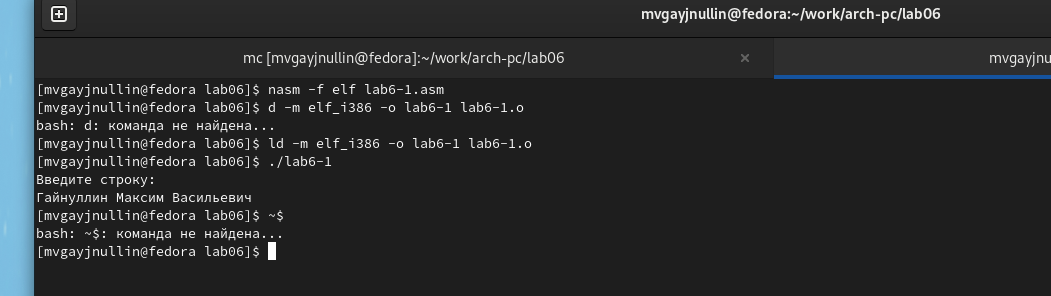 mvgayjnullin@fedora:~/work/arch-pc/lab06
mc [mvgayjnullin@fedora]:~/work/arch-pc/lab06 × mvgayjnu
[mvgayjnullin@fedora lab06]$ nasm -f elf lab6-1.asm
[mvgayjnullin@fedora lab06]$ d -m elf_i386 -o lab6-1 lab6-1.o
bash: d: команда не найдена...
[mvgayjnullin@fedora lab06]$ ld -m elf_i386 -o lab6-1 lab6-1.o
[mvgayjnullin@fedora lab06]$ ./lab6-1
Введите строку:
Гайнуллин Максим Васильевич
[mvgayjnullin@fedora lab06]$ ~$
bash: ~$: команда не найдена...
[mvgayjnullin@fedora lab06]$